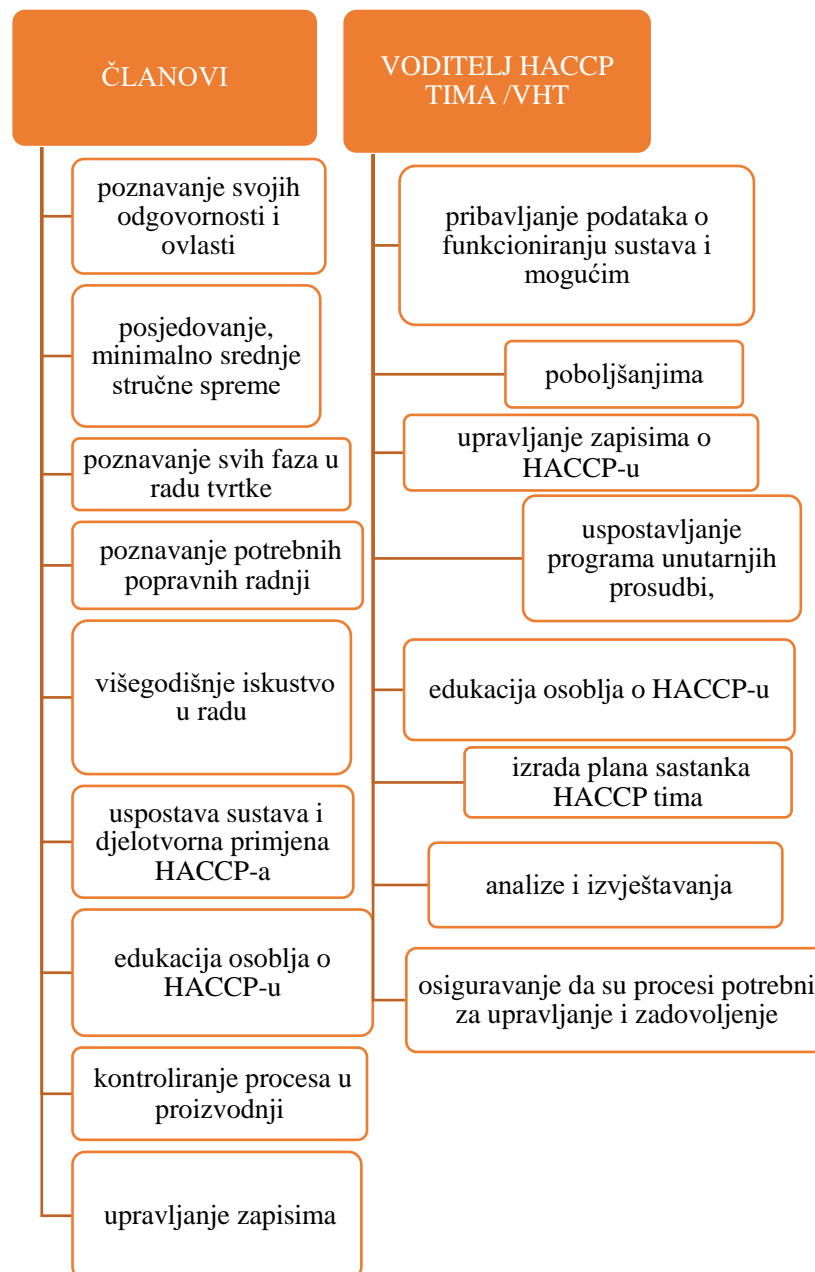 ČLANOVI
poznavanje svojih
odgovornosti i
ovlasti
posjedovanje,
minimalno srednje
stručne spreme
poznavanje svih faza u
radu tvrtke
poznavanje potrebnih
popravnih radnji
višegodišnje iskustvo
u radu
uspostava sustava i
djelotvorna primjena
HACCP-a
edukacija osoblja o
HACCP-u
kontroliranje procesa u
proizvodnji
upravljanje zapisima
VODITELJ HACCP
TIMA /VHT
pribavljanje podataka o
funkcioniranju sustava i
mogućim
poboljšanjima
upravljanje zapisima o
HACCP-u
uspostavljanje
programa unutarnjih
prosudbi,
edukacija osoblja o HACCP-u
izrada plana sastanka
HACCP tima
analize i izvještavanja
osiguravanje da su procesi potrebni
za upravljanje i zadovoljenje